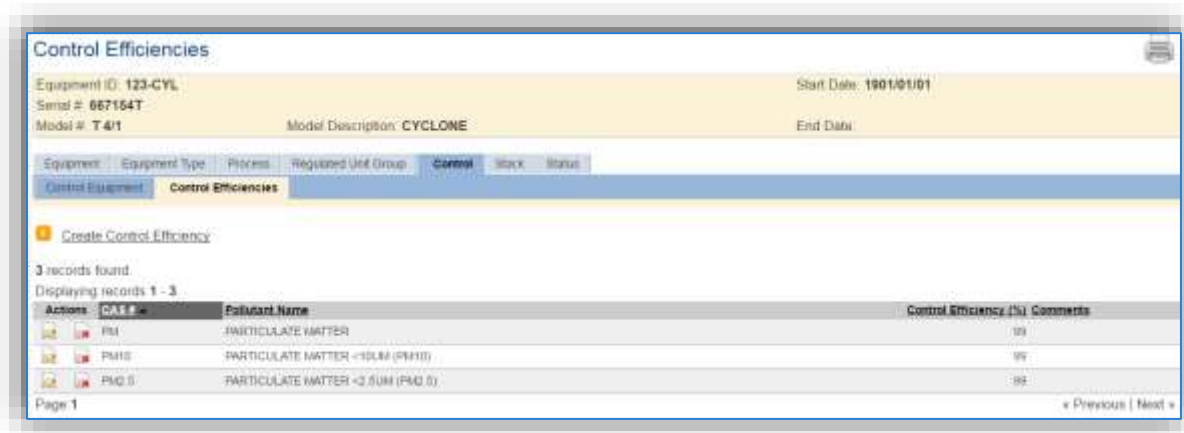 Control Efficiencies
Equipment ID: 123-CYL Start Date: 1901/01/01
Serial #: 667154T
Model #: T 4/1 Model Description: CYCLONE End Date:
Equipment Equipment Type Process Regulated Unit Group Control Stack Status
Control Equipment Control Efficiencies
Create Control Efficiency
3 records found
Displaying records 1 - 3
Actions CAS # Pollutant Name Control Efficiency (%) Comments
PM PARTICULATE MATTER 99
PM10 PARTICULATE MATTER <10UM (PM10) 99
PM2.5 PARTICULATE MATTER <2.5UM (PM2.5) 99
Page 1 « Previous | Next »